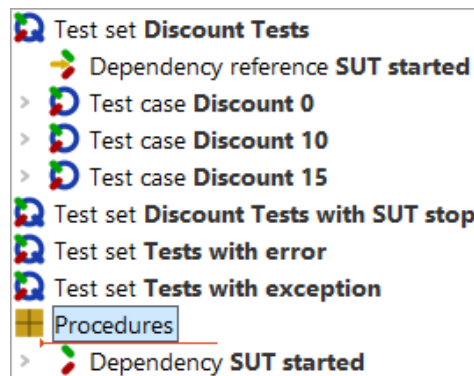 Test set Discount Tests
Dependency reference SUT started
Test case Discount 0
Test case Discount 10
Test case Discount 15
Test set Discount Tests with SUT stop
Test set Tests with error
Test set Tests with exception
Procedures
Dependency SUT started